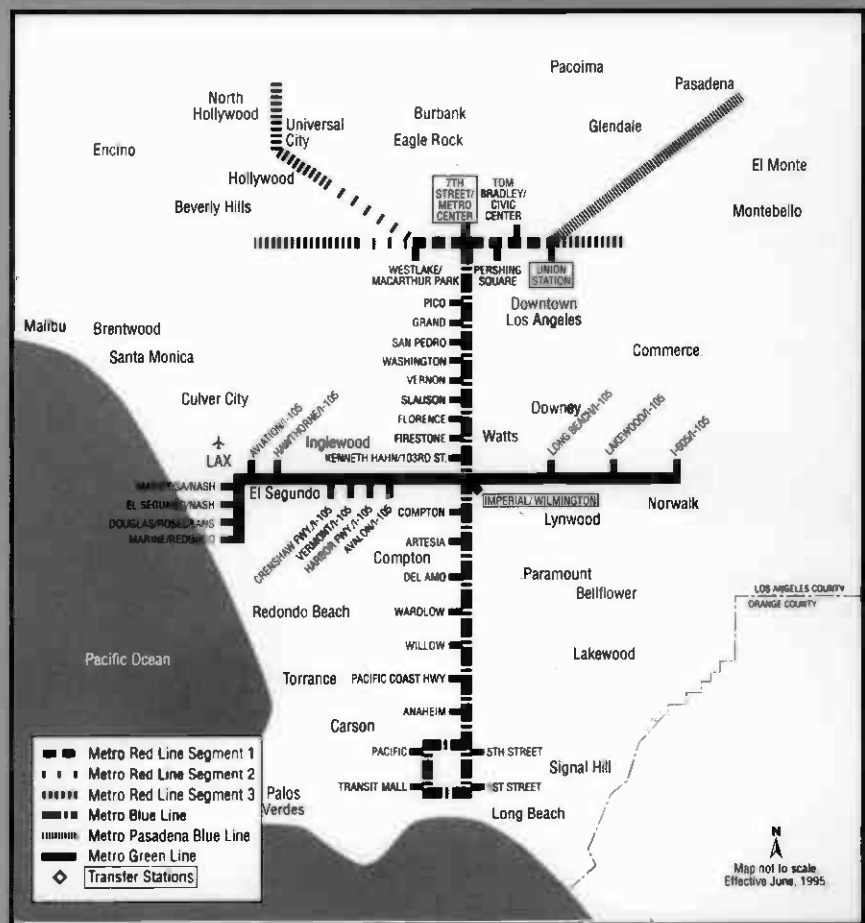 Pacoima
Pasadena
North
Hollywood
Universal
City
Burbank
Eagle Rock
Glendale
Encino
El Monte
Hollywood
Beverly Hills
Montebello
7TH
STREET/
METRO
CENTER
TOM
BRADLEY/
CIVIC
CENTER
WESTLAKE/
MACARTHUR PARK
PERSHING
SQUARE
UNION
STATION
Downtown
Los Angeles
PICO
GRAND
SAN PEDRO
WASHINGTON
VERNON
SLAUSON
FLORENCE
FIRESTONE
KENNETH HAHN/103RD ST.
Malibu
Brentwood
Santa Monica
Commerce
Culver City
Downey
Watts
LAX
AVIATION/I-105
HAWTHORNE/I-105
Inglewood
LONG BEACH/I-105
LAKEWOOD/I-105
I-605/I-105
MARIPOSA/NASH
EL SEGUNDO/NASH
DOUGLAS/ROSECRANS
MARINE/REDONDO
El Segundo
CRENSHAW FWY./I-105
VERMONT/I-105
HARBOR FWY./I-105
AVALON/I-105
IMPERIAL/WILMINGTON
Norwalk
Lynwood
COMPTON
ARTESIA
Compton
DEL AMO
Paramount
Bellflower
LOS ANGELES COUNTY
ORANGE COUNTY
Redondo Beach
WARDLOW
WILLOW
Lakewood
Pacific Ocean
Torrance
PACIFIC COAST HWY
ANAHEIM
Carson
PACIFIC
5TH STREET
Signal Hill
TRANSIT MALL
1ST STREET
Palos
Verdes
Long Beach
Metro Red Line Segment 1
Metro Red Line Segment 2
Metro Red Line Segment 3
Metro Blue Line
Metro Pasadena Blue Line
Metro Green Line
Transfer Stations
N
Map not to scale
Effective June, 1995